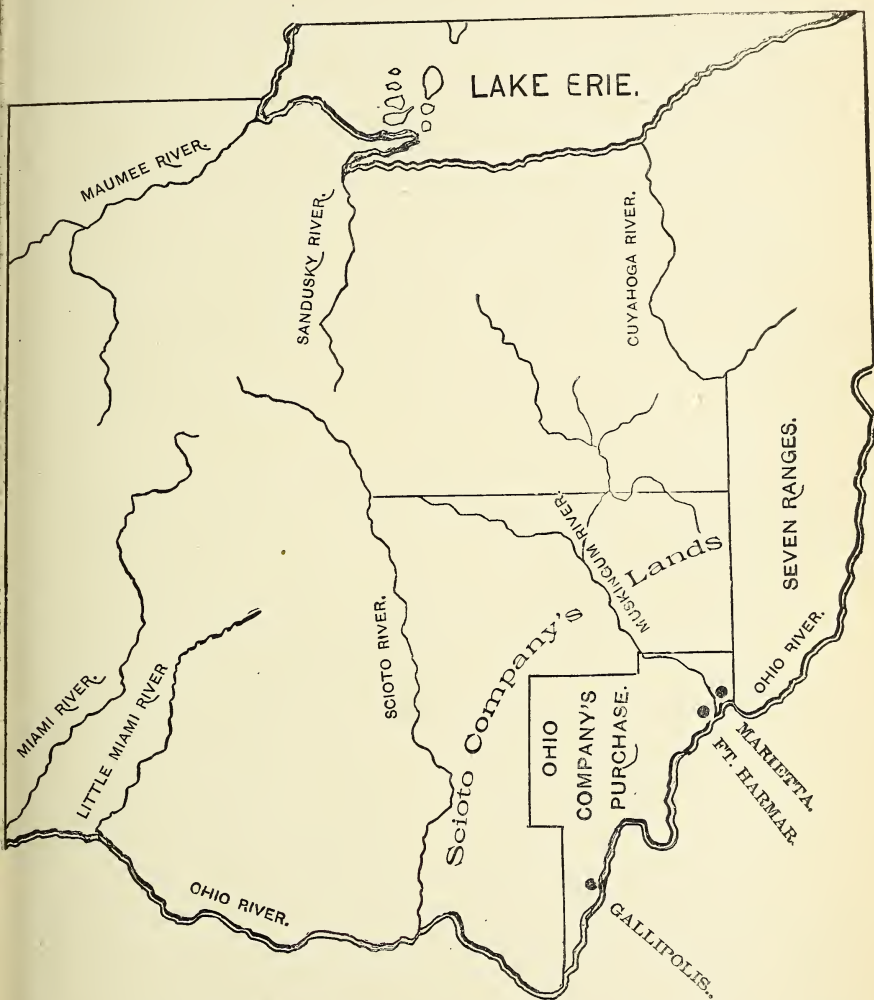 LAKE ERIE.
MAUMEE RIVER.
SANDUSKY RIVER.
CUYAHOGA RIVER.
SEVEN RANGES.
MUSKINGUM RIVER.
Scioto Company's Lands
SCIOTO RIVER.
MIAMI RIVER.
LITTLE MIAMI RIVER
OHIO
COMPANY'S
PURCHASE.
OHIO RIVER.
MARIETTA.
FT. HARMAR.
OHIO RIVER.
GALLIPOLIS.